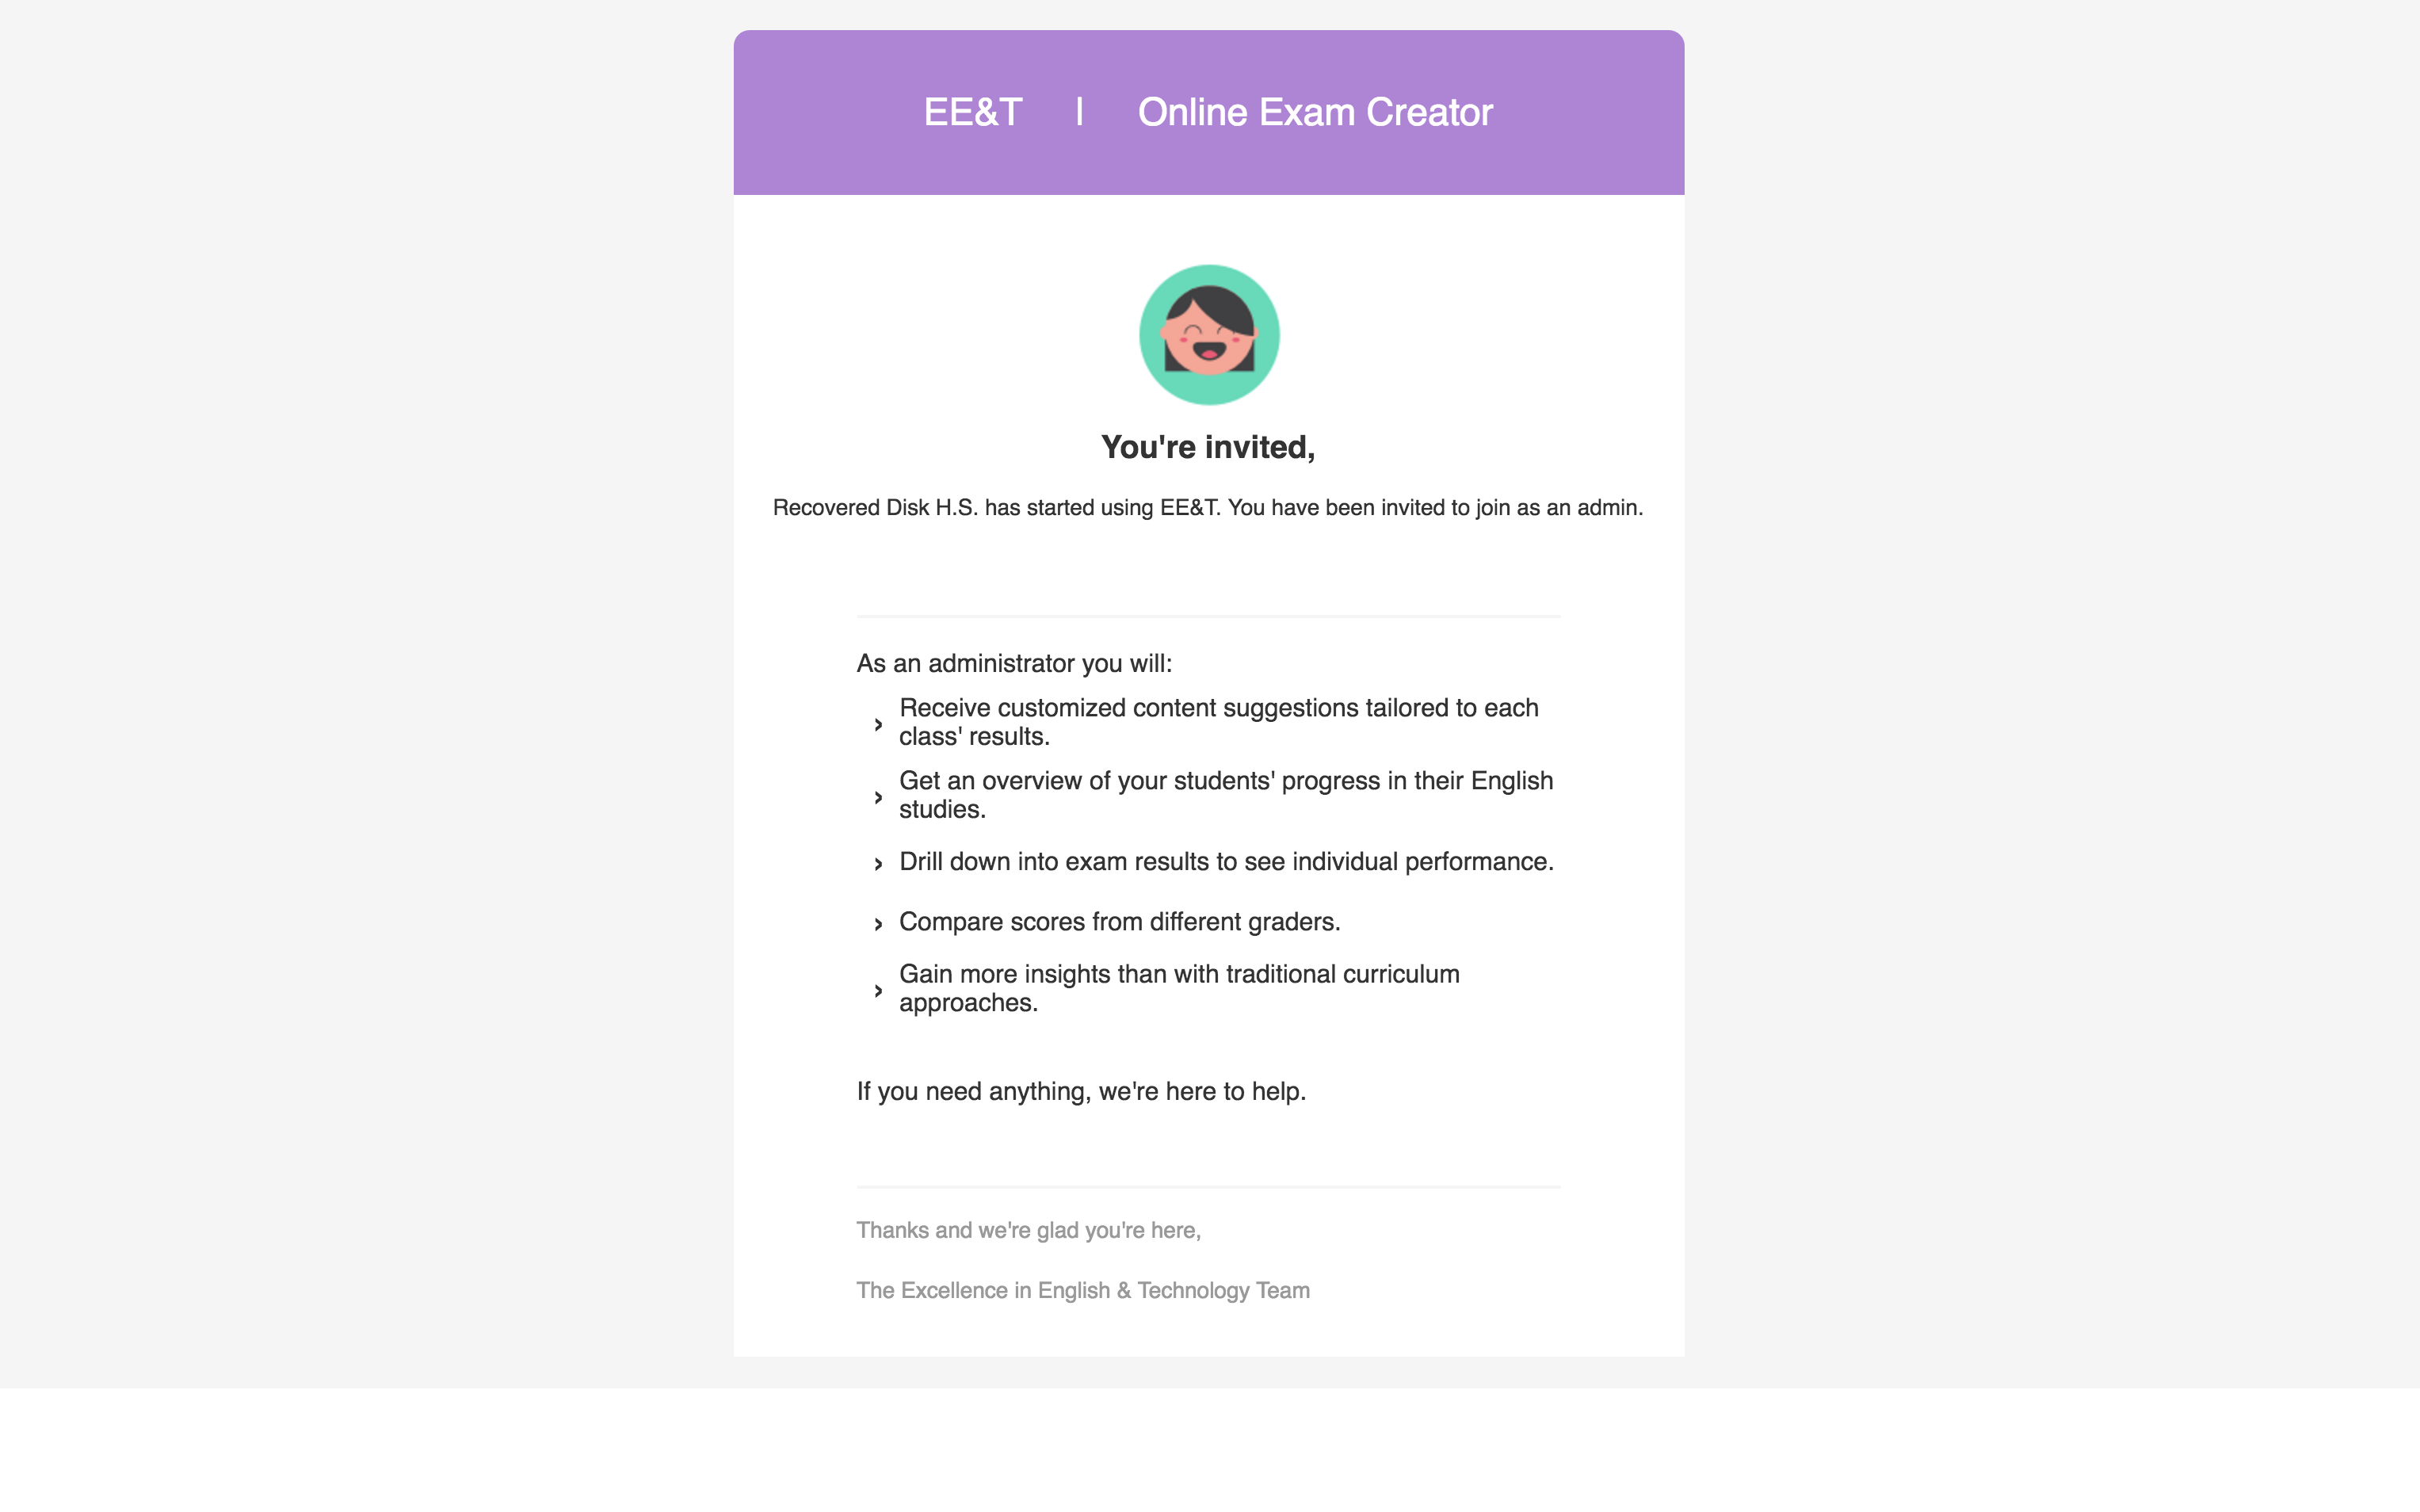 EE&T | Online Exam Creator
You're invited,
Recovered Disk H.S. has started using EE&T. You have been invited to join as an admin.
As an administrator you will:
› Receive customized content suggestions tailored to each
class' results.
› Get an overview of your students' progress in their English
studies.
› Drill down into exam results to see individual performance.
› Compare scores from different graders.
› Gain more insights than with traditional curriculum
approaches.
If you need anything, we're here to help.
Thanks and we're glad you're here,
The Excellence in English & Technology Team